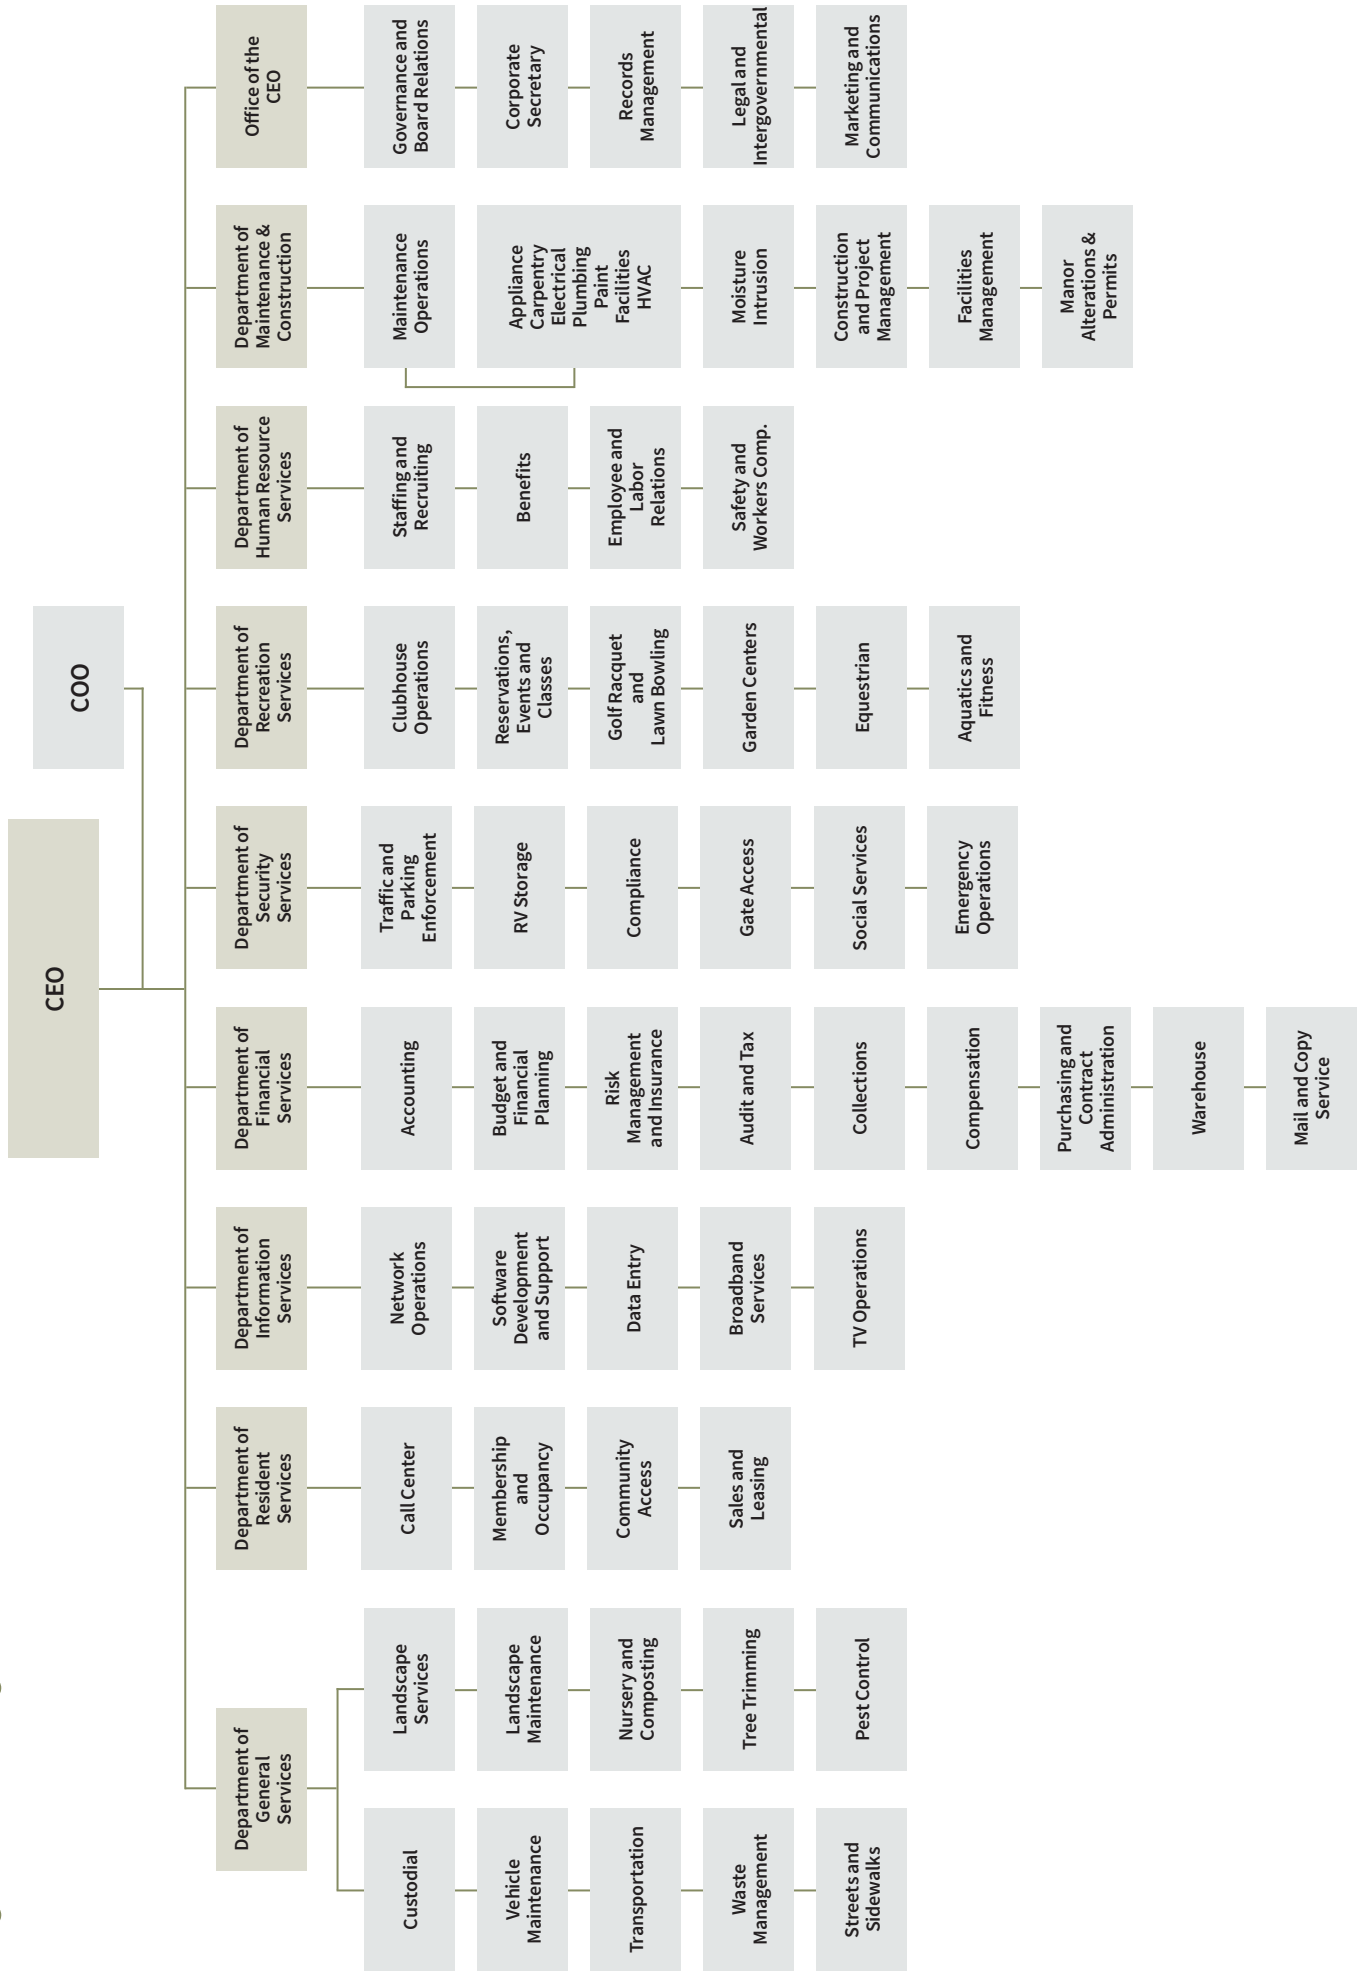 CEO
COO
Department of
General
Services
Custodial
Vehicle
Maintenance
Transportation
Waste
Management
Streets and
Sidewalks
Landscape
Services
Landscape
Maintenance
Nursery and
Composting
Tree Trimming
Pest Control
Department of
Resident
Services
Call Center
Membership
and
Occupancy
Community
Access
Sales and
Leasing
Department of
Information
Services
Network
Operations
Software
Development
and Support
Data Entry
Broadband
Services
TV Operations
Department of
Financial
Services
Accounting
Budget and
Financial
Planning
Risk
Management
and Insurance
Audit and Tax
Collections
Compensation
Purchasing and
Contract
Administration
Warehouse
Mail and Copy
Service
Department of
Security
Services
Traffic and
Parking
Enforcement
RV Storage
Compliance
Gate Access
Social Services
Emergency
Operations
Department of
Recreation
Services
Clubhouse
Operations
Reservations,
Events and
Classes
Golf Racquet
and
Lawn Bowling
Garden Centers
Equestrian
Aquatics and
Fitness
Department of
Human Resource
Services
Staffing and
Recruiting
Benefits
Employee and
Labor
Relations
Safety and
Workers Comp.
Department of
Maintenance &
Construction
Maintenance
Operations
Appliance
Carpentry
Electrical
Plumbing
Paint
Facilities
HVAC
Moisture
Intrusion
Construction
and Project
Management
Facilities
Management
Manor
Alterations &
Permits
Office of the
CEO
Governance and
Board Relations
Corporate
Secretary
Records
Management
Legal and
Intergovernmental
Marketing and
Communications